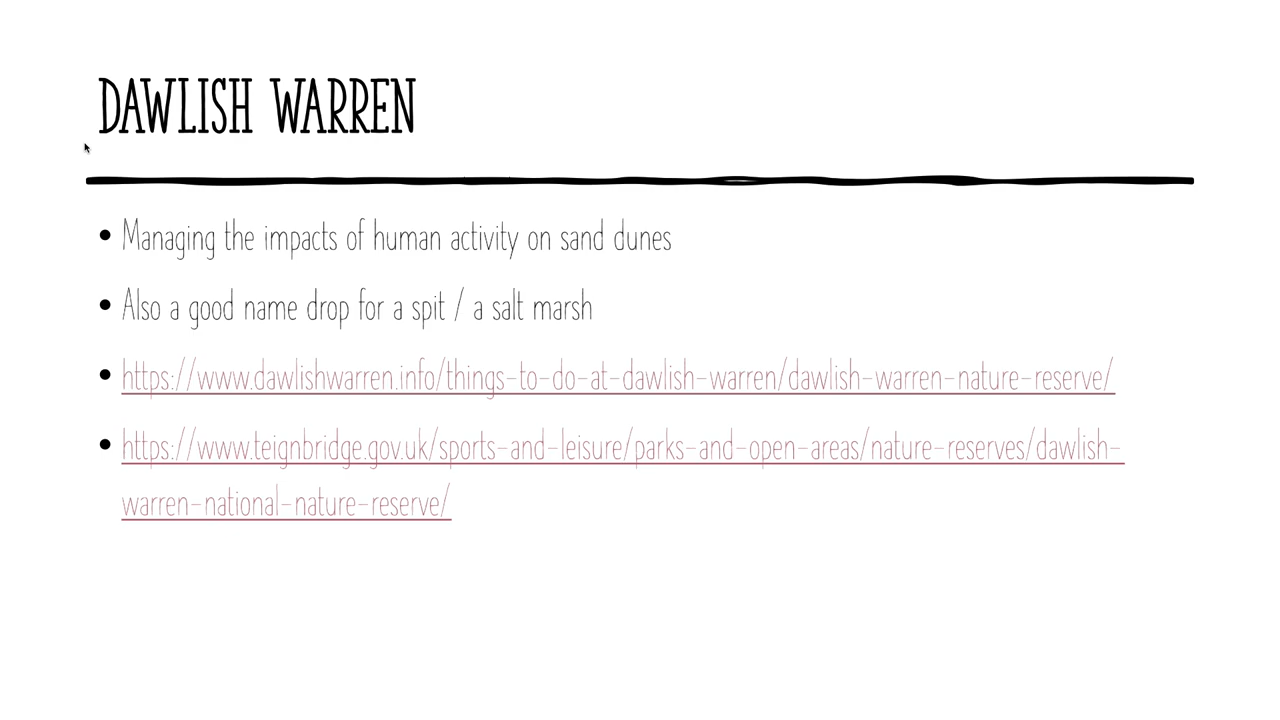 DAWLISH WARREN
• Managing the impacts of human activity on sand dunes
• Also a good name drop for a spit / a salt marsh
• https://www.dawlishwarren.info/things-to-do-at-dawlish-warren/dawlish-warren-nature-reserve/
• https://www.teignbridge.gov.uk/sports-and-leisure/parks-and-open-areas/nature-reserves/dawlish-
warren-national-nature-reserve/